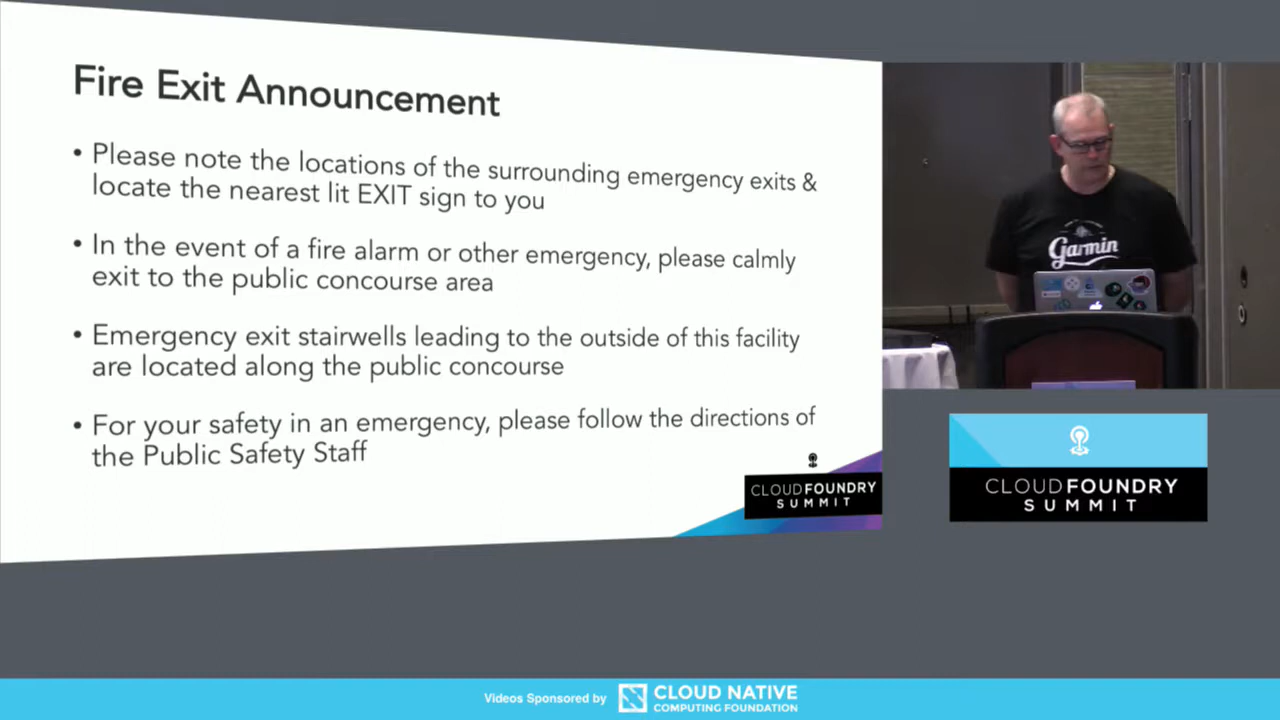 Fire Exit Announcement
• Please note the locations of the surrounding emergency exits &
locate the nearest lit EXIT sign to you
• In the event of a fire alarm or other emergency, please calmly
exit to the public concourse area
• Emergency exit stairwells leading to the outside of this facility
are located along the public concourse
• For your safety in an emergency, please follow the directions of
the Public Safety Staff
CLOUDFOUNDRY
SUMMIT
Garmin
CLOUDFOUNDRY
SUMMIT
Videos Sponsored by
CLOUD NATIVE
COMPUTING FOUNDATION